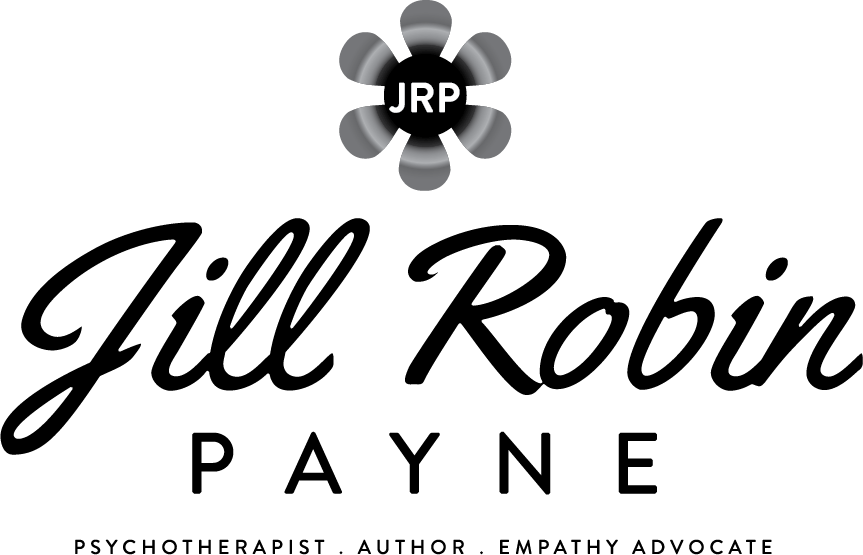 JRP
Jill Robin
PAYNE
PSYCHOTHERAPIST . AUTHOR . EMPATHY ADVOCATE